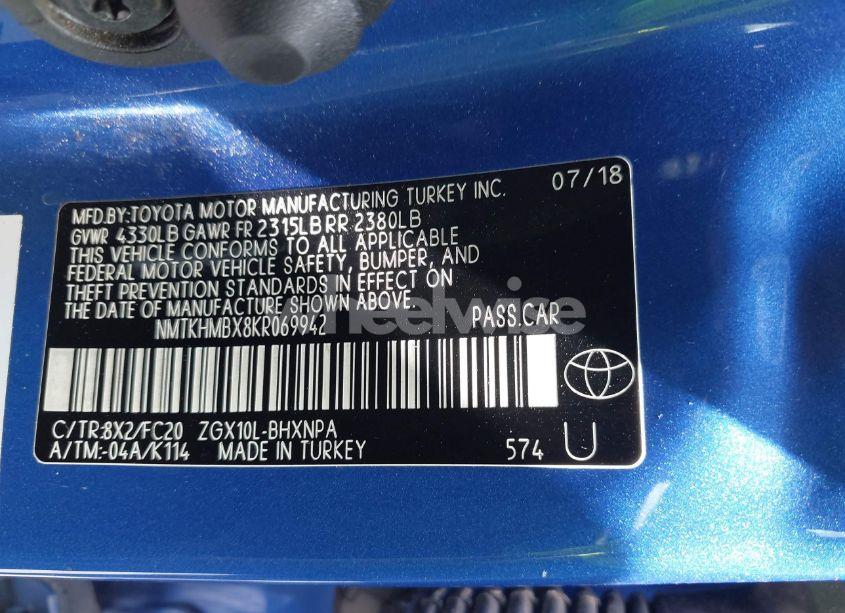 MFD.BY:TOYOTA MOTOR MANUFACTURING TURKEY INC. 07/18
GVWR 4330LB GAWR FR 2315LB RR 2380LB
THIS VEHICLE CONFORMS TO ALL APPLICABLE
FEDERAL MOTOR VEHICLE SAFETY, BUMPER, AND
THEFT PREVENTION STANDARDS IN EFFECT ON
THE DATE OF MANUFACTURE SHOWN ABOVE.
NMTKHMBX8KR069942 PASS.CAR
heelwise
C/TR:8X2/FC20 ZGX10L-BHXNPA
A/TM:-04A/K114 MADE IN TURKEY 574 U